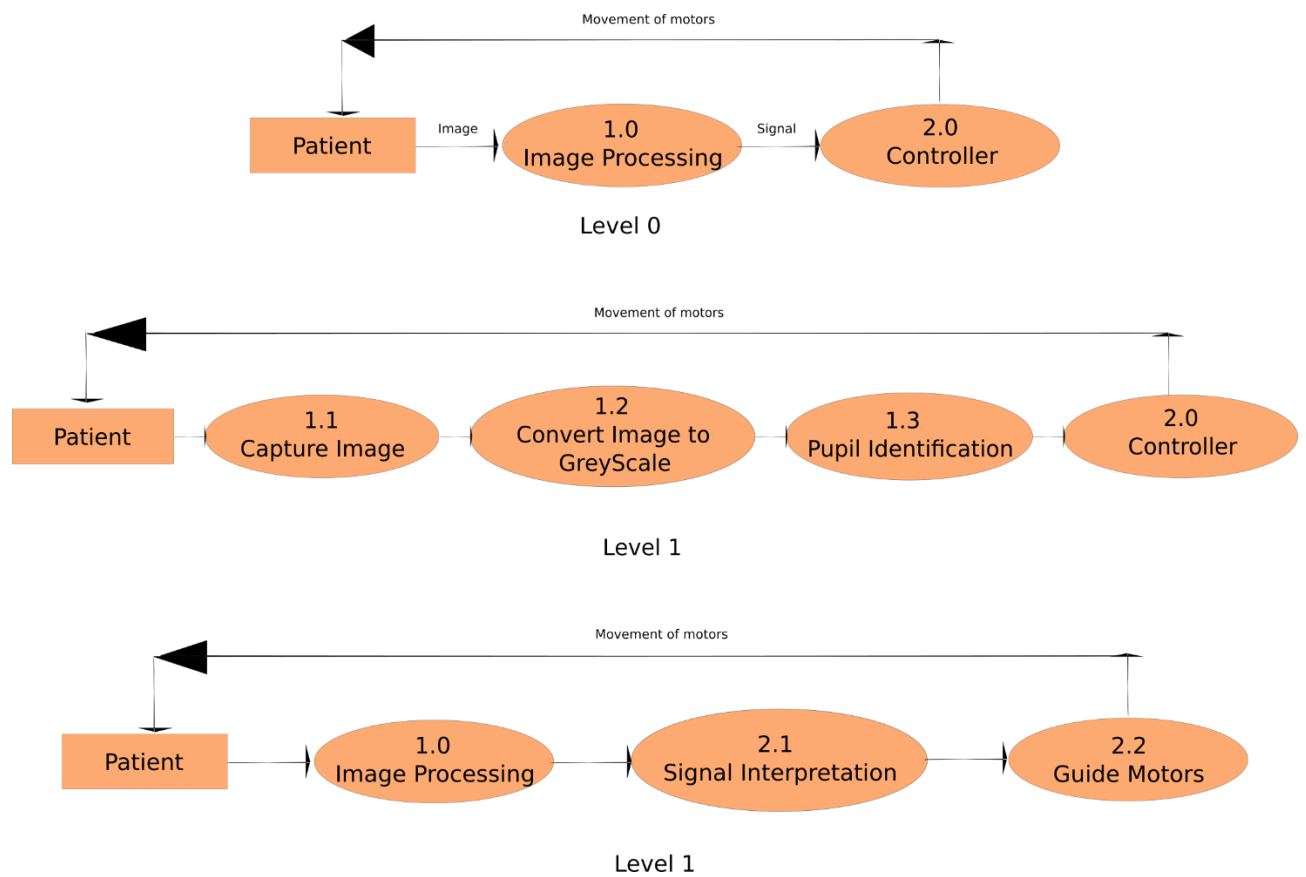 Movement of motors
Patient
Image
1.0
Image Processing
Signal
2.0
Controller
Level 0
Movement of motors
Patient
1.1
Capture Image
1.2
Convert Image to
GreyScale
1.3
Pupil Identification
2.0
Controller
Level 1
Movement of motors
Patient
1.0
Image Processing
2.1
Signal Interpretation
2.2
Guide Motors
Level 1